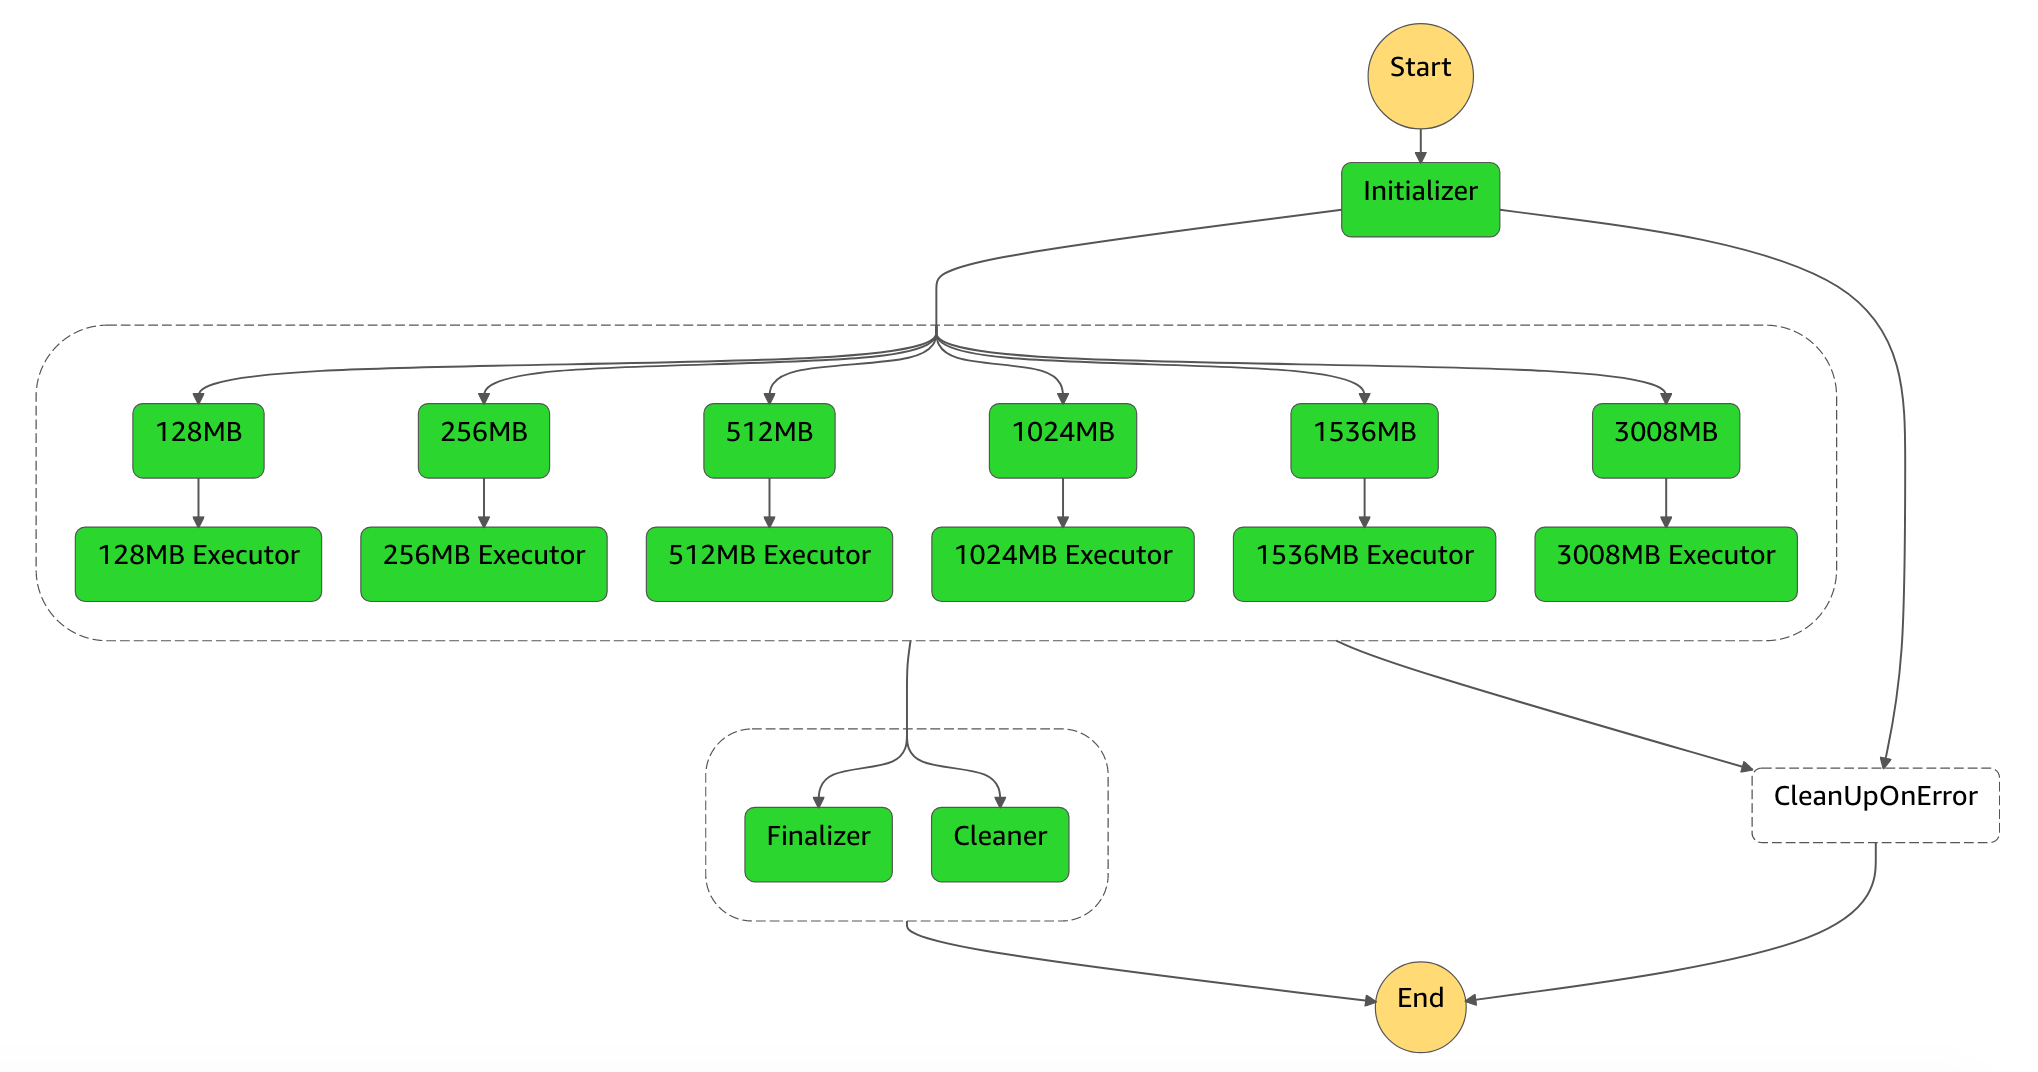 Start
Initializer
128MB
256MB
512MB
1024MB
1536MB
3008MB
128MB Executor
256MB Executor
512MB Executor
1024MB Executor
1536MB Executor
3008MB Executor
CleanUpOnError
Finalizer
Cleaner
End